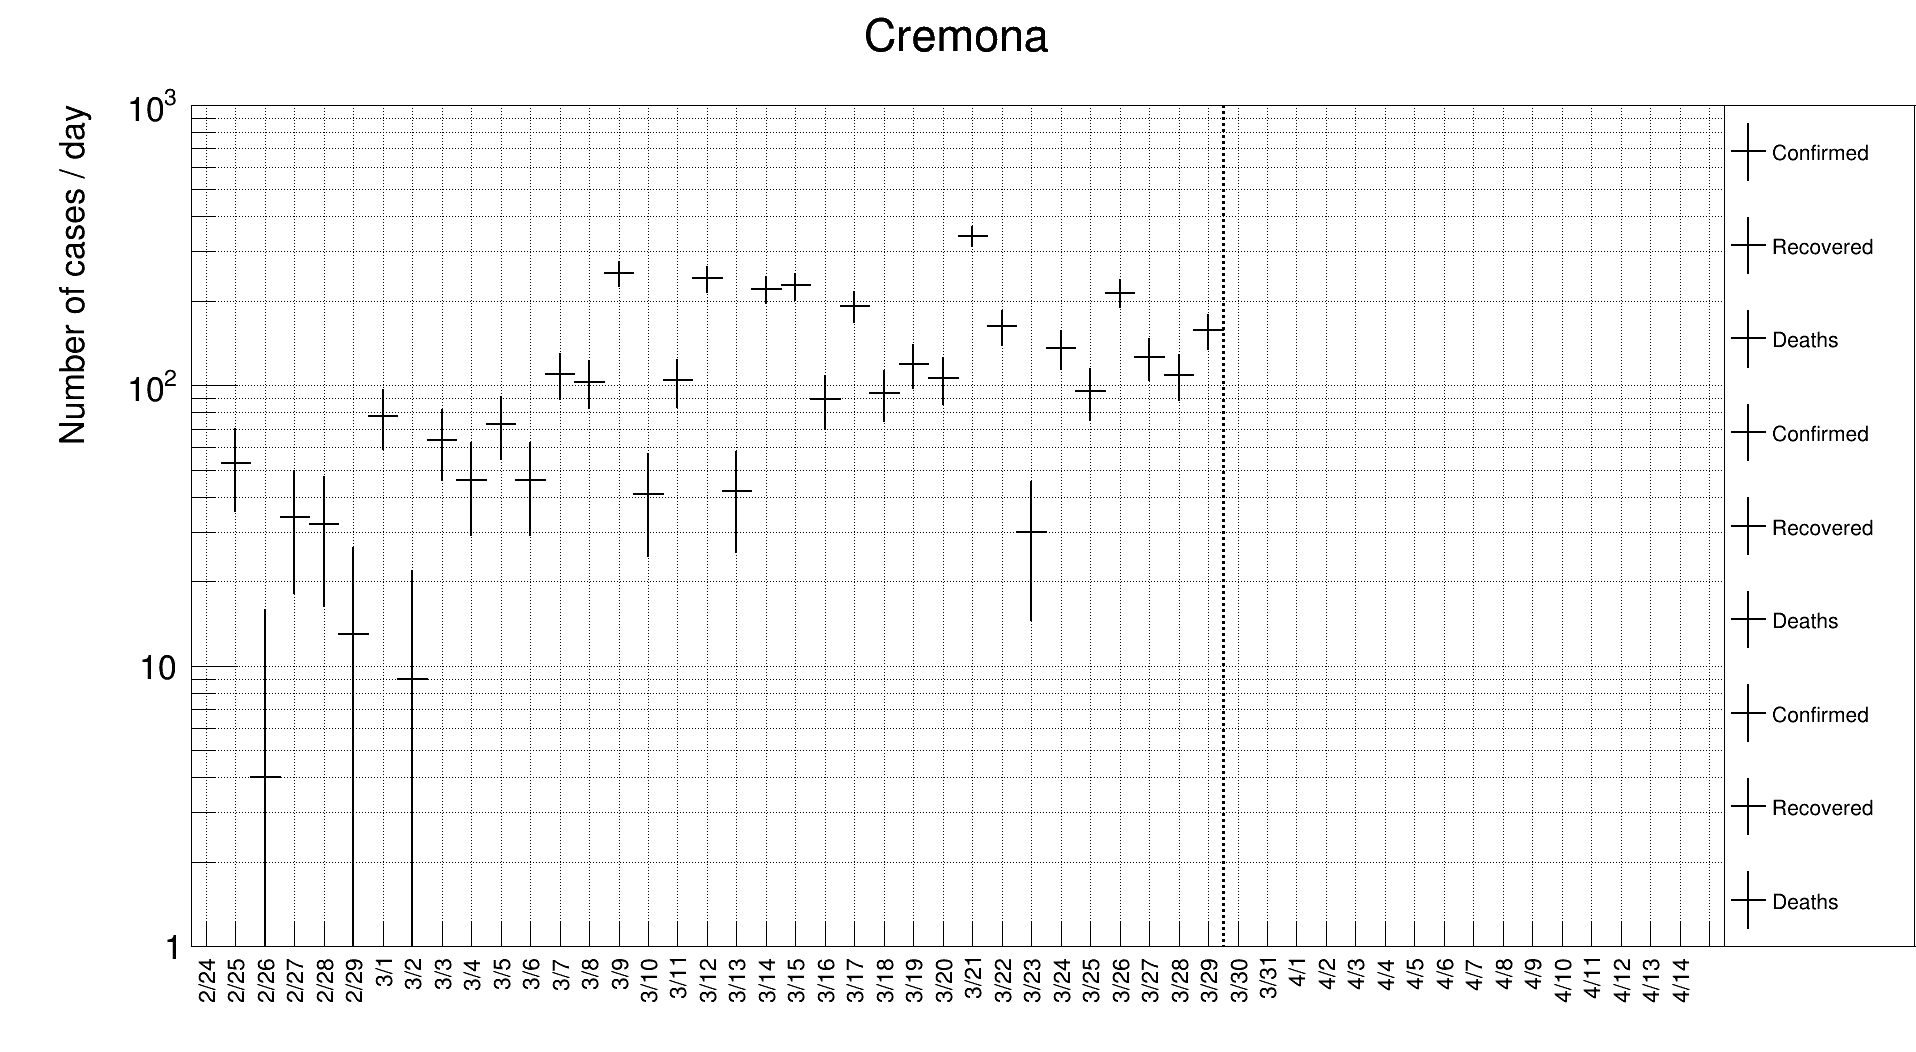 Cremona
Number of cases / day
10³
10²
10
1
2/24 2/25 2/26 2/27 2/28 2/29 3/1 3/2 3/3 3/4 3/5 3/6 3/7 3/8 3/9 3/10 3/11 3/12 3/13 3/14 3/15 3/16 3/17 3/18 3/19 3/20 3/21 3/22 3/23 3/24 3/25 3/26 3/27 3/28 3/29 3/30 3/31 4/1 4/2 4/3 4/4 4/5 4/6 4/7 4/8 4/9 4/10 4/11 4/12 4/13 4/14
Confirmed
Recovered
Deaths
Confirmed
Recovered
Deaths
Confirmed
Recovered
Deaths